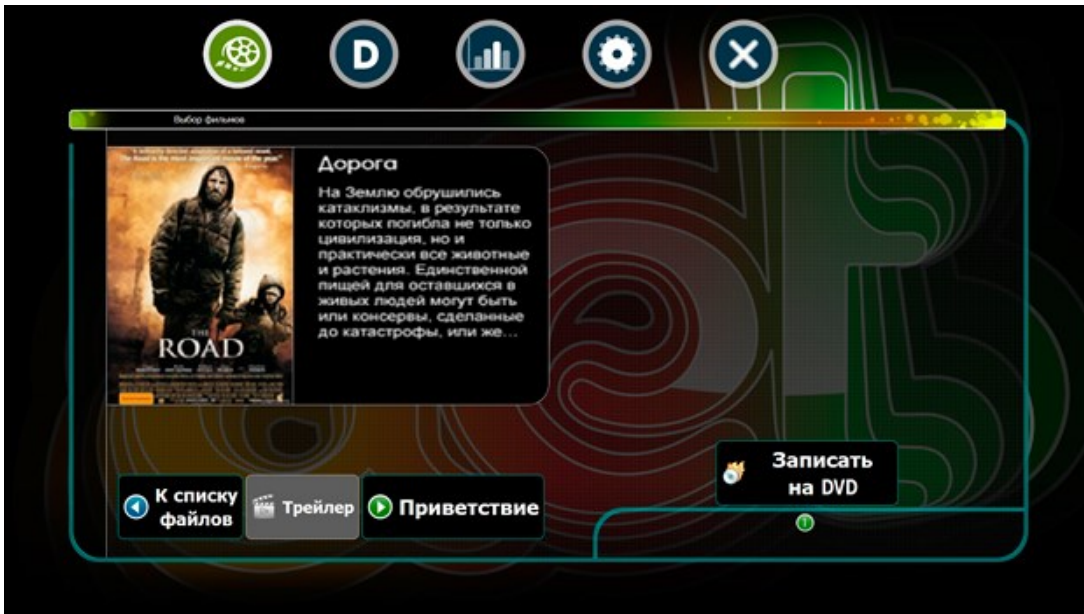 D
Выбор фильмов
Дорога
На Землю обрушились
катаклизмы, в результате
которых погибла не только
цивилизация, но и
практически все животные
и растения. Единственной
пищей для оставшихся в
живых людей могут быть
или консервы, сделанные
до катастрофы, или же...
THE
ROAD
К списку
файлов
Трейлер
Приветствие
Записать
на DVD